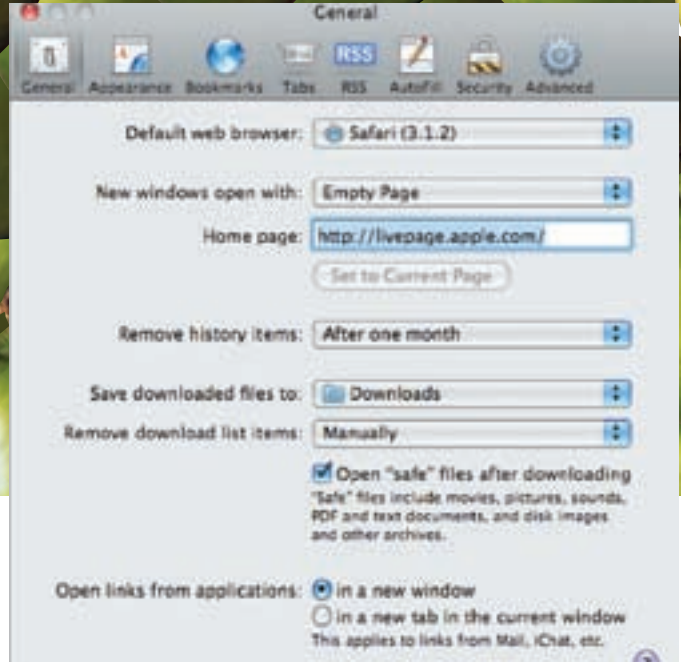 General
RSS
General Appearance Bookmarks Tabs RSS AutoFill Security Advanced
Default web browser: Safari (3.1.2)
New windows open with: Empty Page
Home page: http://livepage.apple.com/
Set to Current Page
Remove history items: After one month
Save downloaded files to: Downloads
Remove download list items: Manually
Open "safe" files after downloading
"Safe" files include movies, pictures, sounds,
PDF and text documents, and disk images
and other archives.
Open links from applications: in a new window
in a new tab in the current window
This applies to links from Mail, iChat, etc.